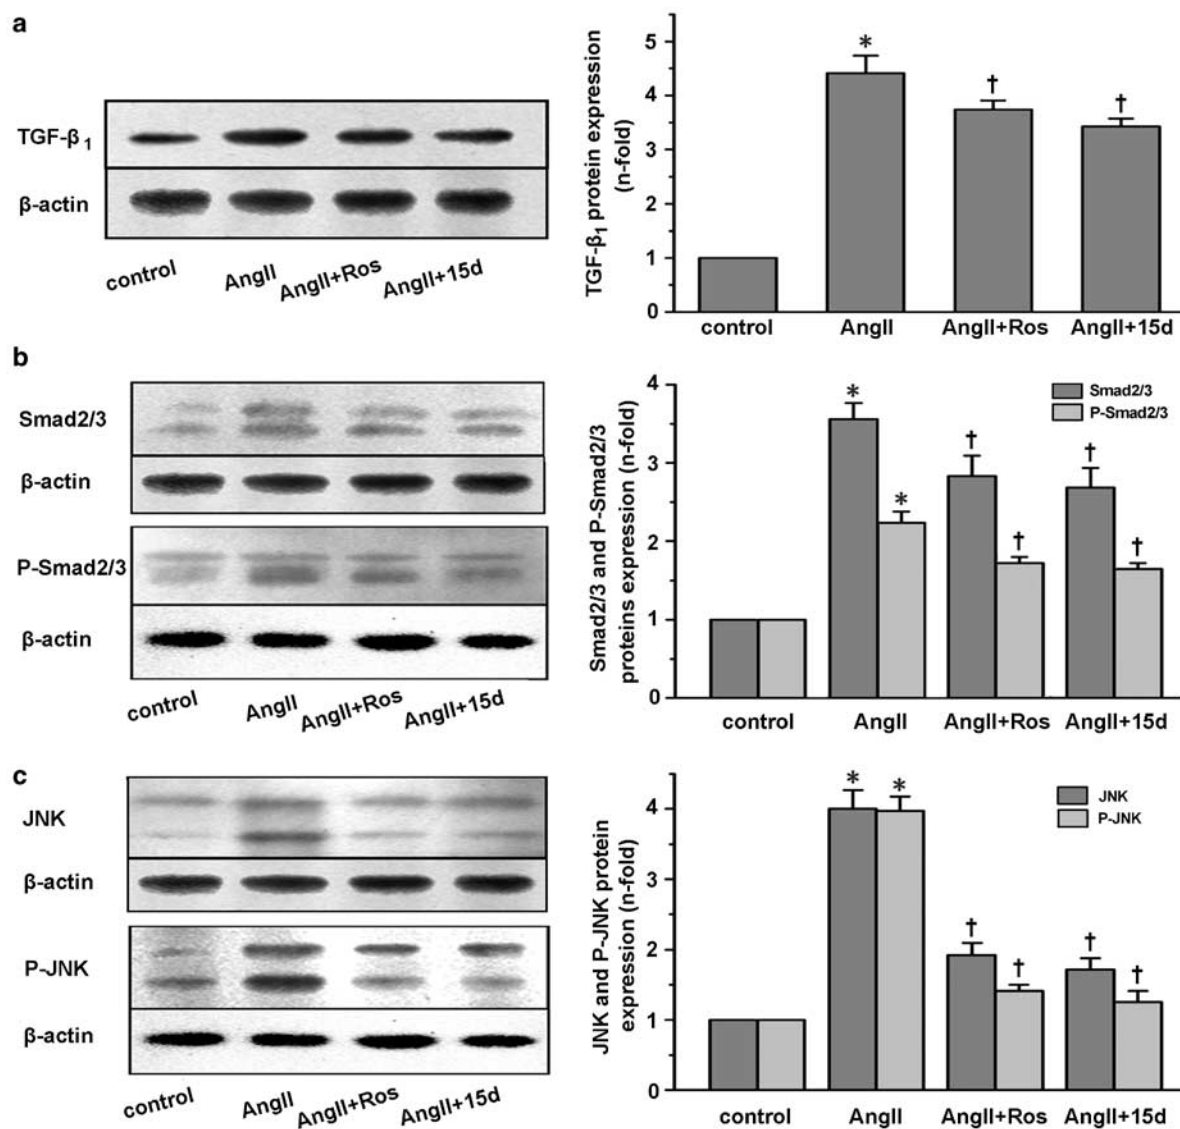 a
TGF-β1
β-actin
control AngII AngII+Ros AngII+15d
TGF-β1 protein expression
(n-fold)
5
4
3
4
2
1
0
* † †
control AngII AngII+Ros AngII+15d
b
Smad2/3
β-actin
P-Smad2/3
β-actin
control AngII AngII+Ros AngII+15d
Smad2/3 and P-Smad2/3
proteins expression (n-fold)
4
3
2
1
0
Smad2/3
P-Smad2/3
* * † † † †
control AngII AngII+Ros AngII+15d
c
JNK
β-actin
P-JNK
β-actin
control AngII AngII+Ros AngII+15d
JNK and P-JNK protein
expression (n-fold)
4
4
2
1
0
JNK
P-JNK
* * † † † †
control AngII AngII+Ros AngII+15d